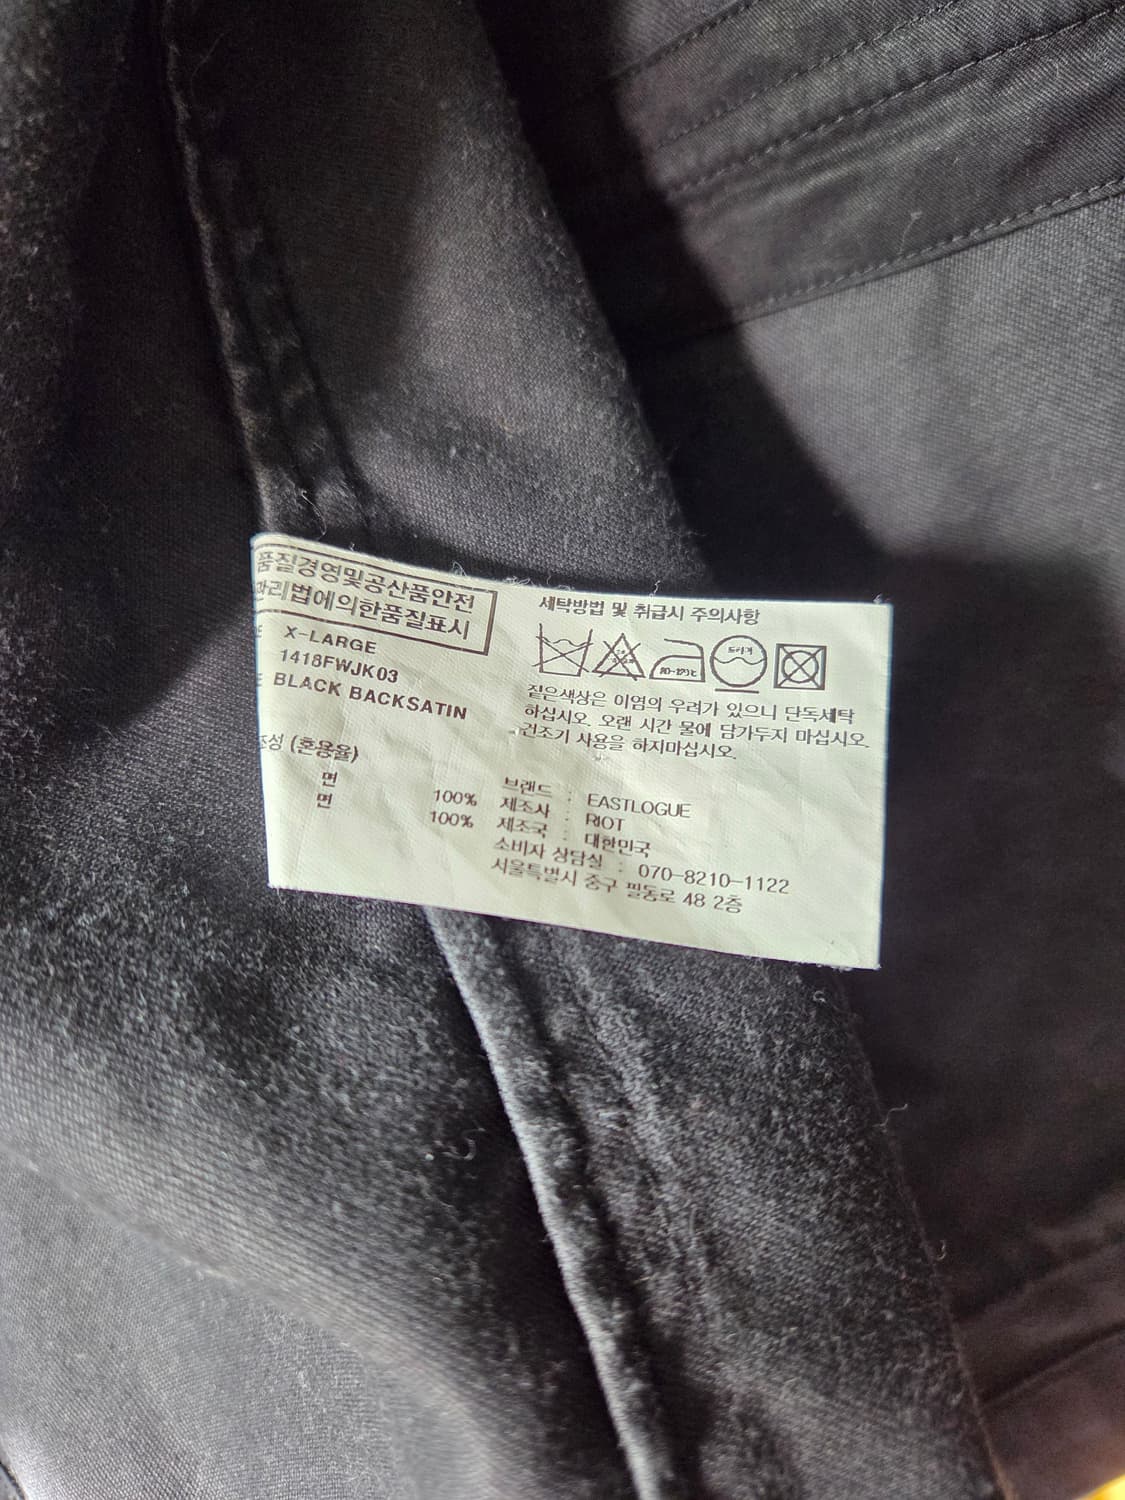 품질경영및공산품안전
관리법에의한품질표시
X-LARGE
1418FWJK03
E BLACK BACKSATIN
조성 (혼용율)
면 100%
면 100%
세탁방법 및 취급시 주의사항
드라이
80-120℃
짙은색상은 이염의 우려가 있으니 단독세탁
하십시오. 오랜 시간 물에 담가두지 마십시오.
건조기 사용을 하지마십시오.
브랜드 : EASTLOGUE
제조사 : RIOT
제조국 : 대한민국
소비자 상담실 : 070-8210-1122
서울특별시 중구 필동로 48 2층